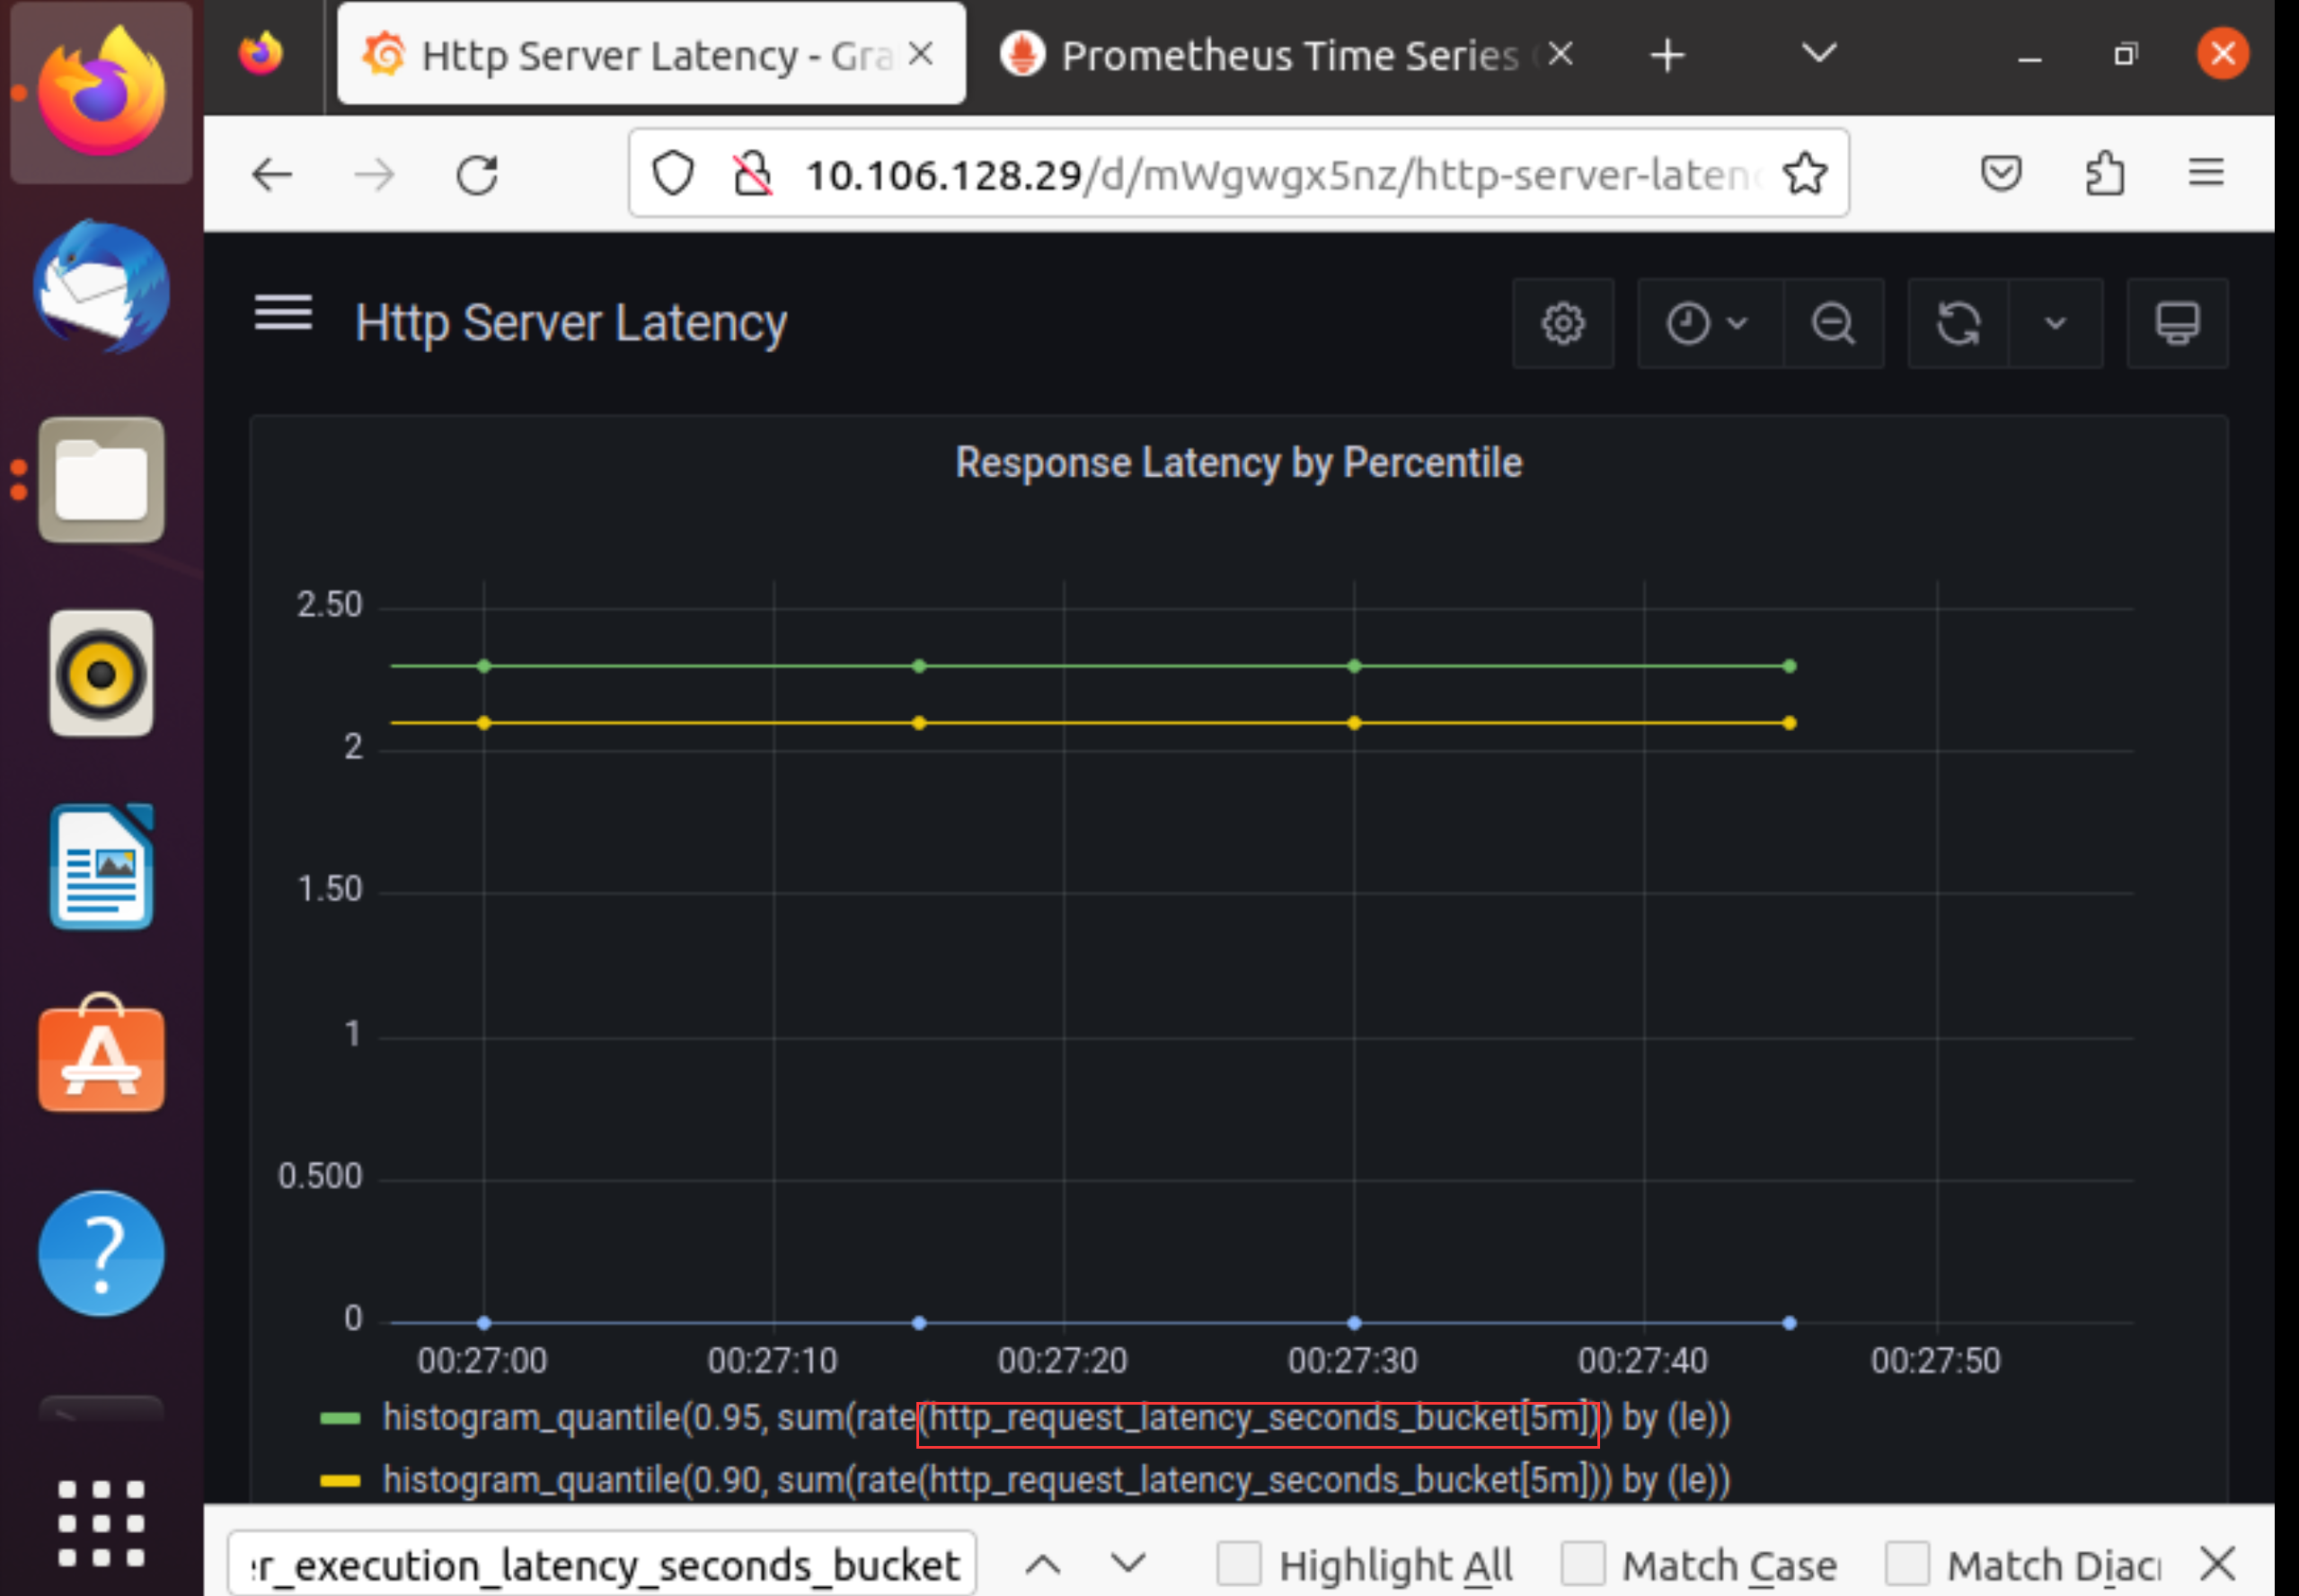 Http Server Latency - Gra
Prometheus Time Series
10.106.128.29/d/mWgwgx5nz/http-server-laten
Http Server Latency
Response Latency by Percentile
2.50
2
1.50
1
0.500
0
00:27:00 00:27:10 00:27:20 00:27:30 00:27:40 00:27:50
histogram_quantile(0.95, sum(rate(http_request_latency_seconds_bucket[5m])) by (le))
histogram_quantile(0.90, sum(rate(http_request_latency_seconds_bucket[5m])) by (le))
r_execution_latency_seconds_bucket Highlight All Match Case Match Diac